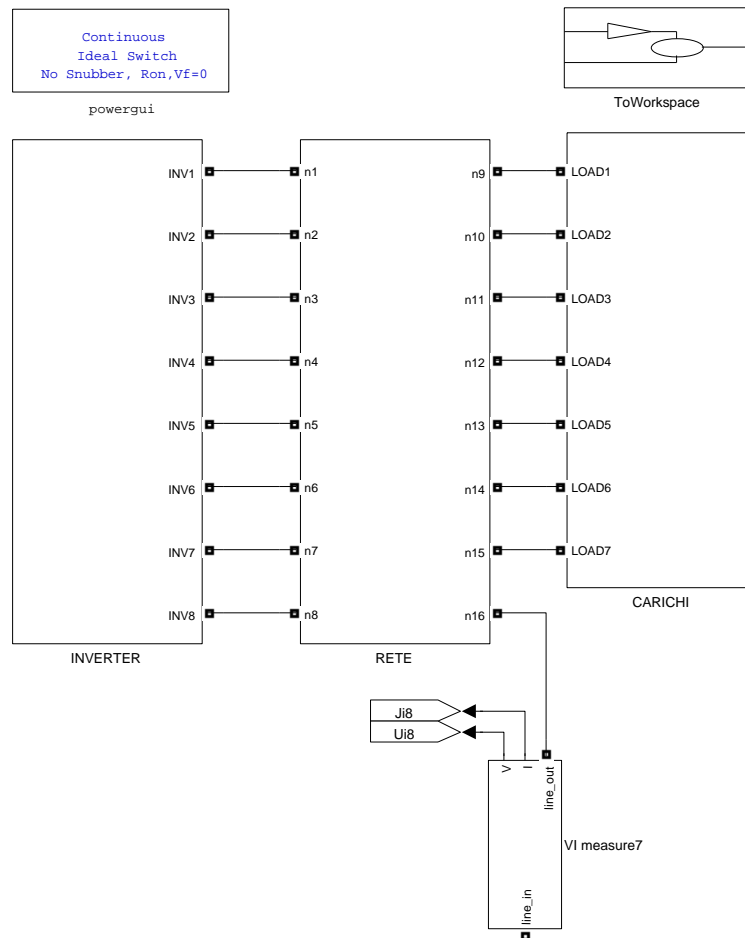 Continuous
Ideal Switch
No Snubber, Ron,Vf=0
powergui
ToWorkspace
INV1
n1
n9
LOAD1
INV2
n2
n10
LOAD2
INV3
n3
n11
LOAD3
INV4
n4
n12
LOAD4
INV5
n5
n13
LOAD5
INV6
n6
n14
LOAD6
INV7
n7
n15
LOAD7
INV8
n8
n16
INVERTER
RETE
CARICHI
Ji8
Ui8
V
I
line_out
VI measure7
line_in